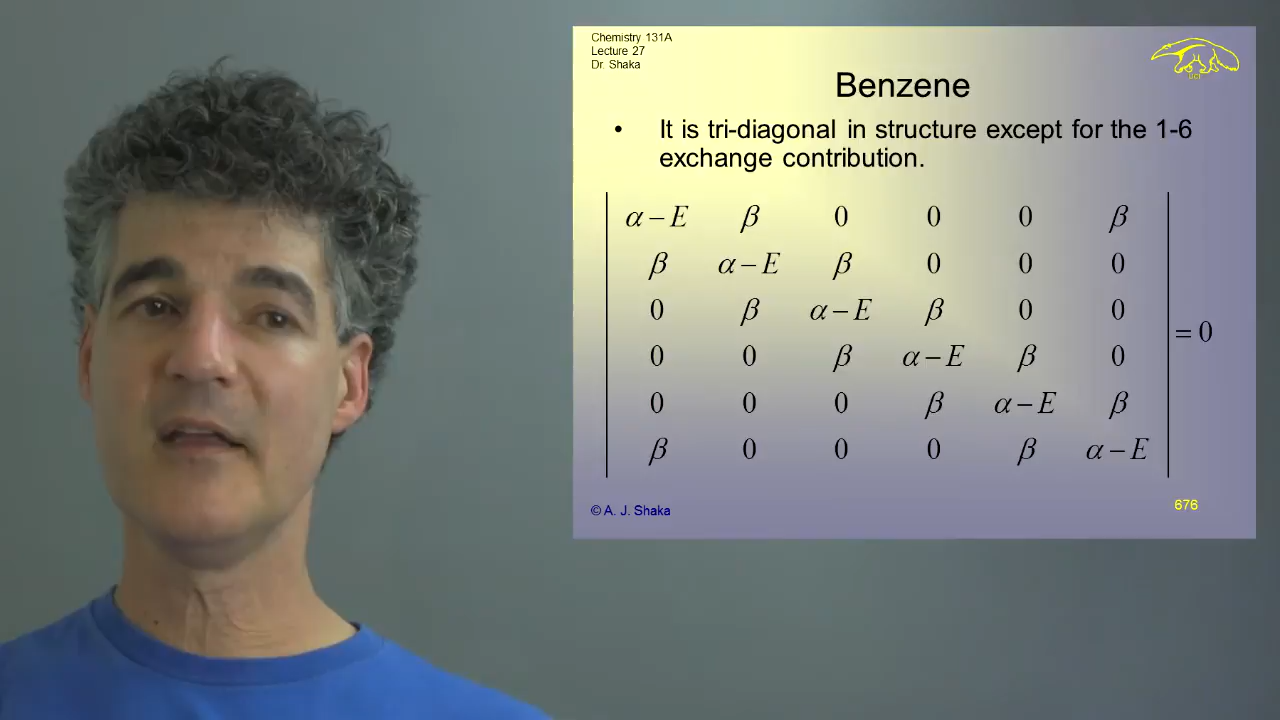 Chemistry 131A
Lecture 27
Dr. Shaka
UCI
Benzene
• It is tri-diagonal in structure except for the 1-6
exchange contribution.
α – E β 0 0 0 β
β α – E β 0 0 0
0 β α – E β 0 0
0 0 β α – E β 0
= 0
0 0 0 β α – E β
β 0 0 0 β α – E
© A. J. Shaka
676